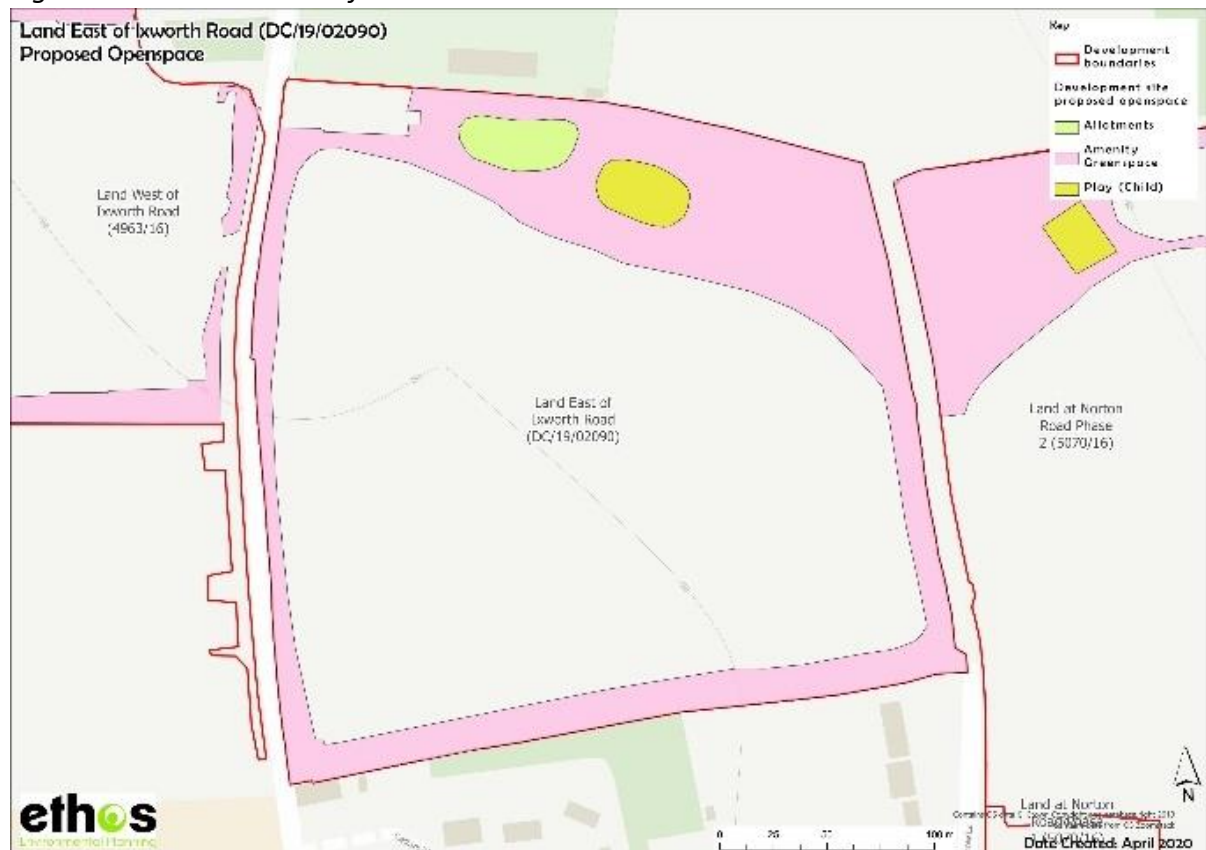 Land East of Ixworth Road (DC/19/02090)
Proposed Openspace
Key
Development
boundaries
Development site
proposed openspace
Allotments
Amenity
Greenspace
Play (Child)
Land West of
Ixworth Road
(4963/16)
Land East of
Ixworth Road
(DC/19/02090)
Land at Norton
Road Phase
2 (5070/16)
Land at Norton
N
0 25 100 m
ethos
Environmental Planning
Date Created: April 2020